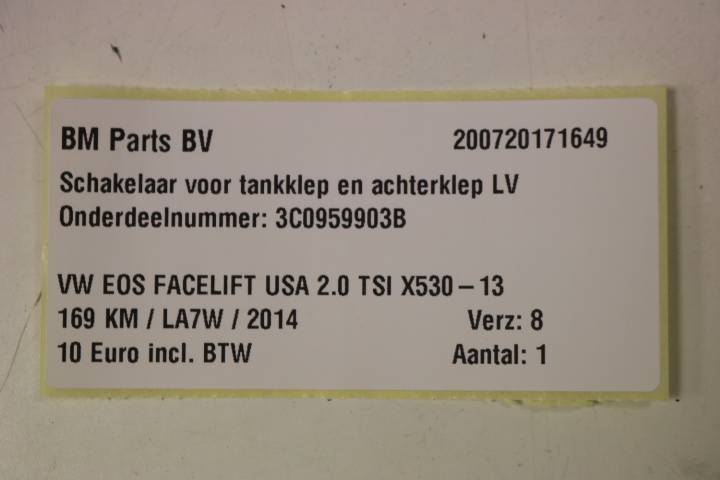 BM Parts BV 200720171649
Schakelaar voor tankklep en achterklep LV
Onderdeelnummer: 3C0959903B
VW EOS FACELIFT USA 2.0 TSI X530 – 13
169 KM / LA7W / 2014 Verz: 8
10 Euro incl. BTW Aantal: 1